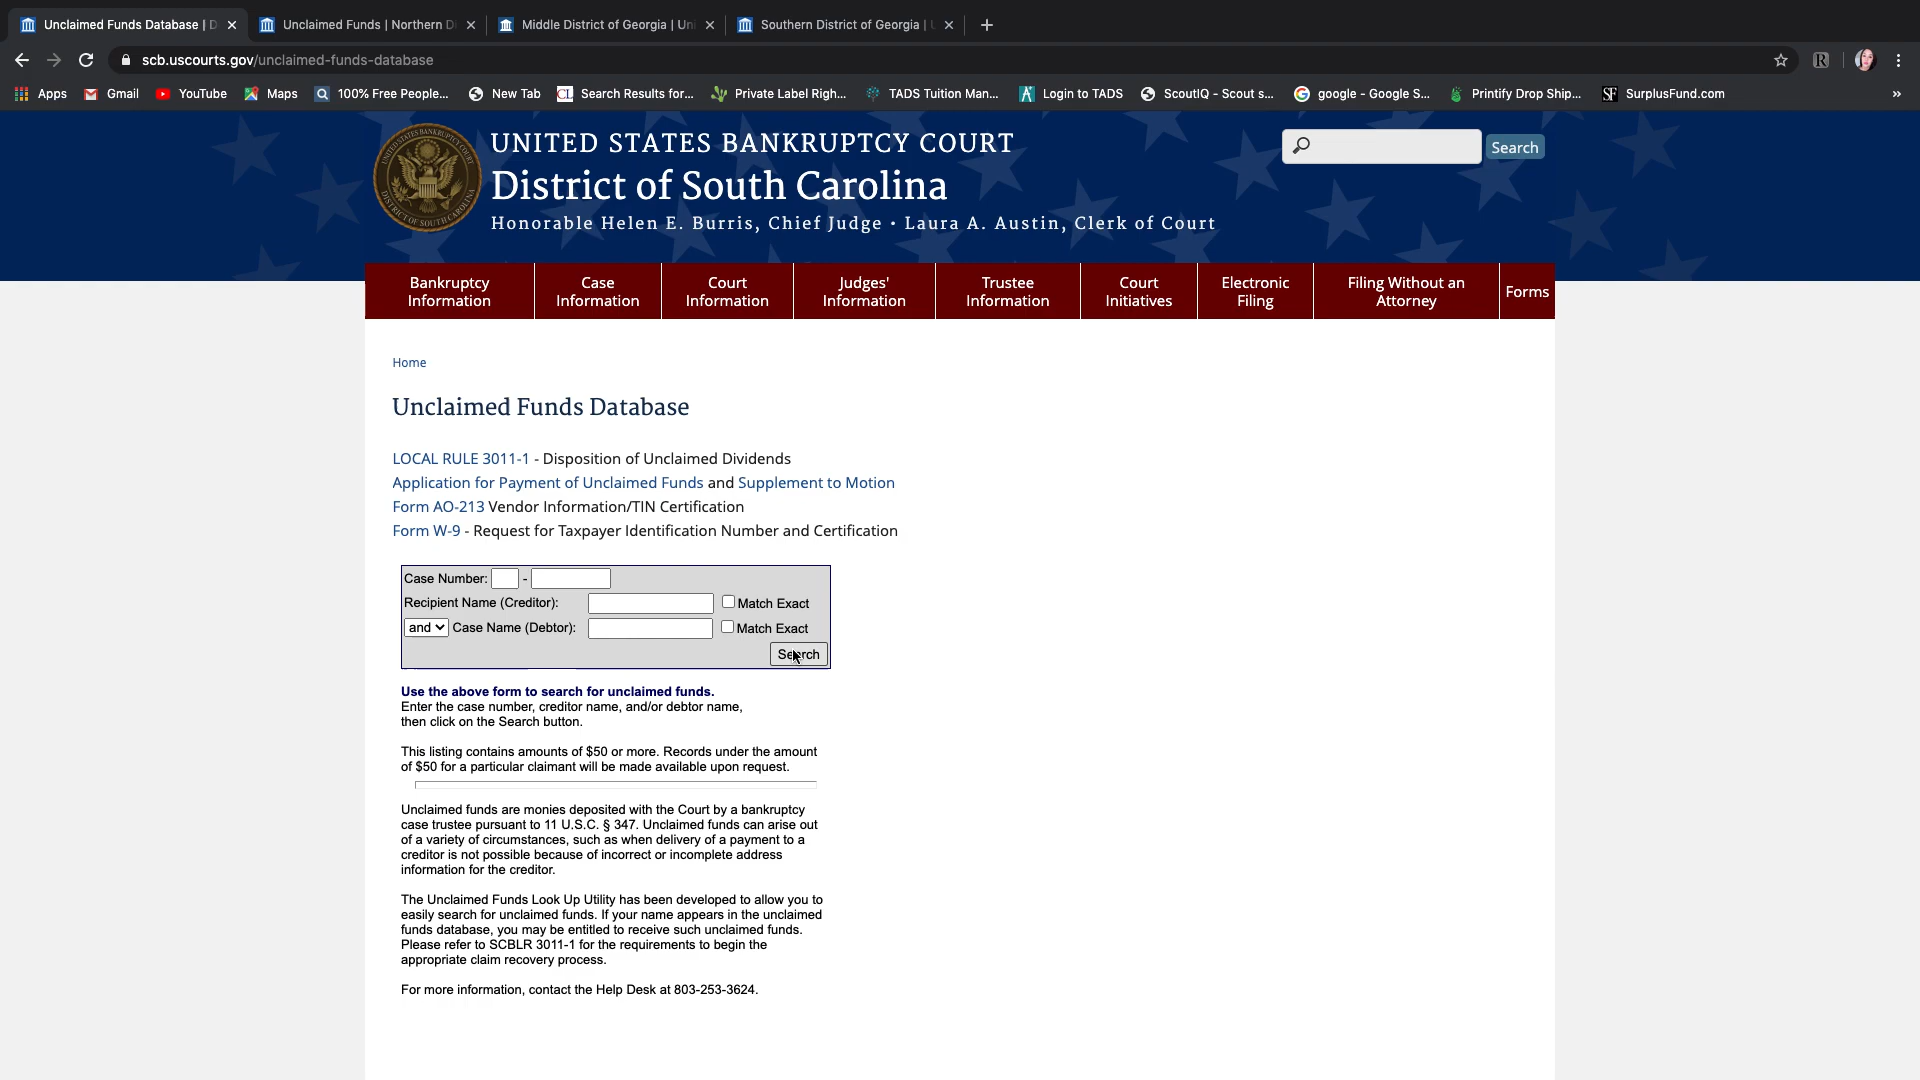 Unclaimed Funds Database | D
Unclaimed Funds | Northern Di
Middle District of Georgia | Uni
Southern District of Georgia | U
scb.uscourts.gov/unclaimed-funds-database
Apps
Gmail
YouTube
Maps
100% Free People...
New Tab
CL
Search Results for...
Private Label Righ...
TADS Tuition Man...
Login to TADS
ScoutIQ - Scout s...
google - Google S...
Printify Drop Ship...
SF
SurplusFund.com
»
UNITED STATES BANKRUPTCY COURT
District of South Carolina
Honorable Helen E. Burris, Chief Judge • Laura A. Austin, Clerk of Court
Search
Bankruptcy Information
Case Information
Court Information
Judges' Information
Trustee Information
Court Initiatives
Electronic Filing
Filing Without an Attorney
Forms
Home
Unclaimed Funds Database
LOCAL RULE 3011-1 - Disposition of Unclaimed Dividends
Application for Payment of Unclaimed Funds and Supplement to Motion
Form AO-213 Vendor Information/TIN Certification
Form W-9 - Request for Taxpayer Identification Number and Certification
Case Number: -
Recipient Name (Creditor): Match Exact
and Case Name (Debtor): Match Exact
Search
Use the above form to search for unclaimed funds.
Enter the case number, creditor name, and/or debtor name,
then click on the Search button.
This listing contains amounts of $50 or more. Records under the amount
of $50 for a particular claimant will be made available upon request.
Unclaimed funds are monies deposited with the Court by a bankruptcy
case trustee pursuant to 11 U.S.C. § 347. Unclaimed funds can arise out
of a variety of circumstances, such as when delivery of a payment to a
creditor is not possible because of incorrect or incomplete address
information for the creditor.
The Unclaimed Funds Look Up Utility has been developed to allow you to
easily search for unclaimed funds. If your name appears in the unclaimed
funds database, you may be entitled to receive such unclaimed funds.
Please refer to SCBLR 3011-1 for the requirements to begin the
appropriate claim recovery process.
For more information, contact the Help Desk at 803-253-3624.